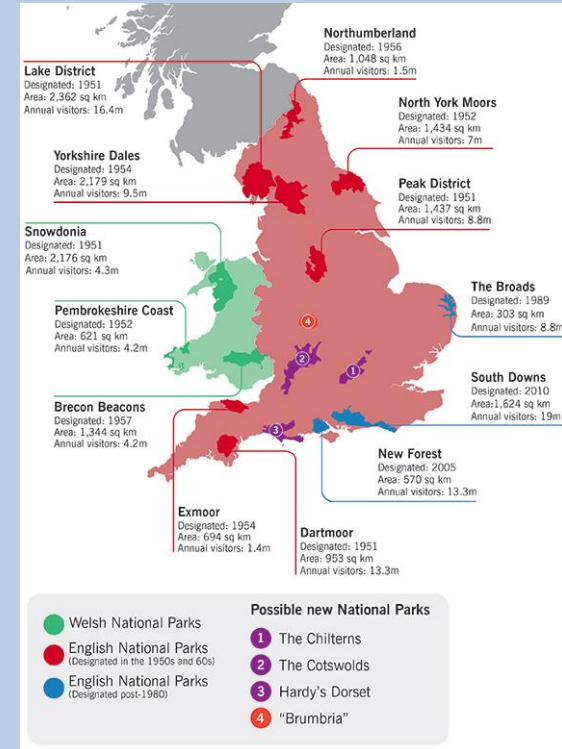 Northumberland
Designated: 1956
Area: 1,048 sq km
Annual visitors: 1.5m
Lake District
Designated: 1951
Area: 2,362 sq km
Annual visitors: 16.4m
North York Moors
Designated: 1952
Area: 1,434 sq km
Annual visitors: 7m
Yorkshire Dales
Designated: 1954
Area: 2,179 sq km
Annual visitors: 9.5m
Peak District
Designated: 1951
Area: 1,437 sq km
Annual visitors: 8.8m
Snowdonia
Designated: 1951
Area: 2,176 sq km
Annual visitors: 4.3m
The Broads
Designated: 1989
Area: 303 sq km
Annual visitors: 8.8m
Pembrokeshire Coast
Designated: 1952
Area: 621 sq km
Annual visitors: 4.2m
4
2
1
3
South Downs
Designated: 2010
Area:1,624 sq km
Annual visitors: 19m
Brecon Beacons
Designated: 1957
Area: 1,344 sq km
Annual visitors: 4.2m
New Forest
Designated: 2005
Area: 570 sq km
Annual visitors: 13.3m
Exmoor
Designated: 1954
Area: 694 sq km
Annual visitors: 1.4m
Dartmoor
Designated: 1951
Area: 953 sq km
Annual visitors: 13.3m
Welsh National Parks
English National Parks
(Designated in the 1950s and 60s)
English National Parks
(Designated post-1980)
Possible new National Parks
1 The Chilterns
2 The Cotswolds
3 Hardy's Dorset
4 "Brumbria"